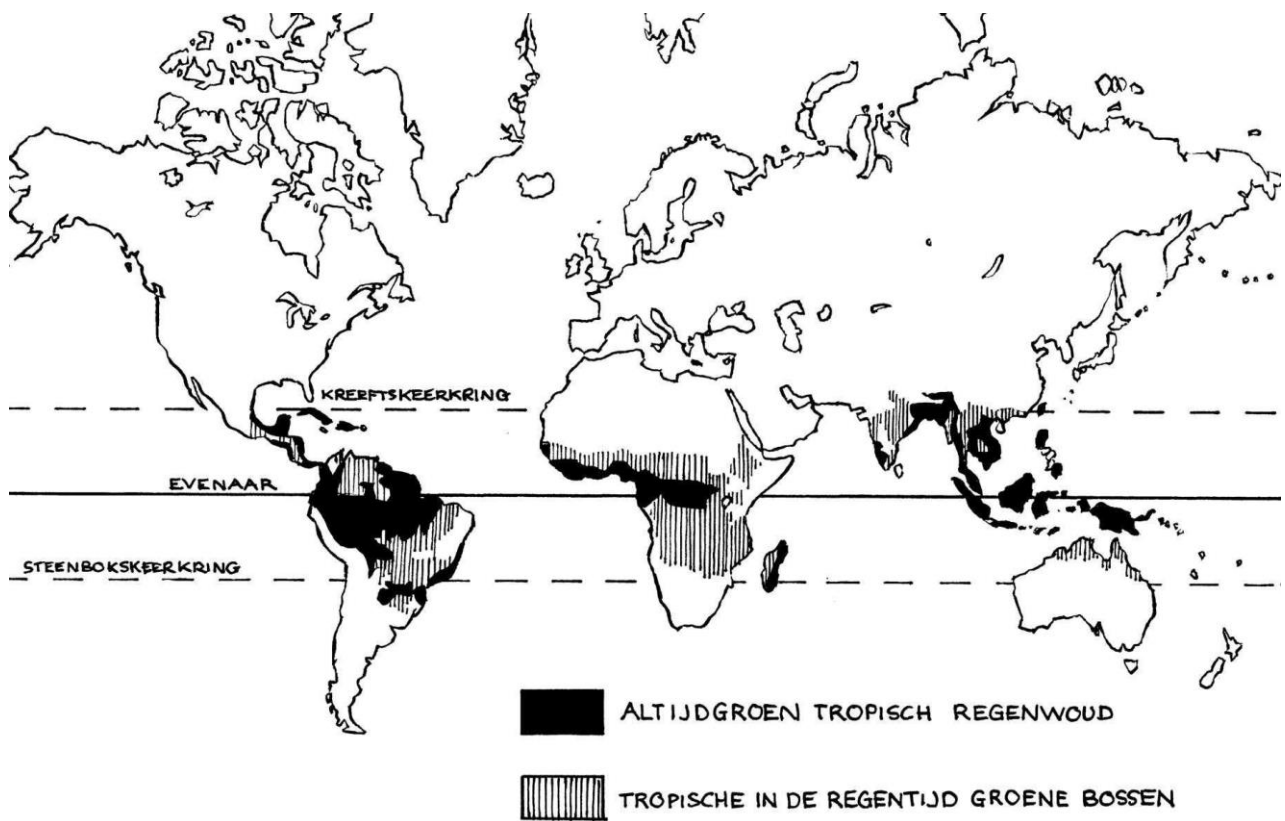 KREEFTSKEERKRING
EVENAAR
STEENBOKSKEERKRING
ALTIJDGROEN TROPISCH REGENWOUD
TROPISCHE IN DE REGENTIJD GROENE BOSSEN